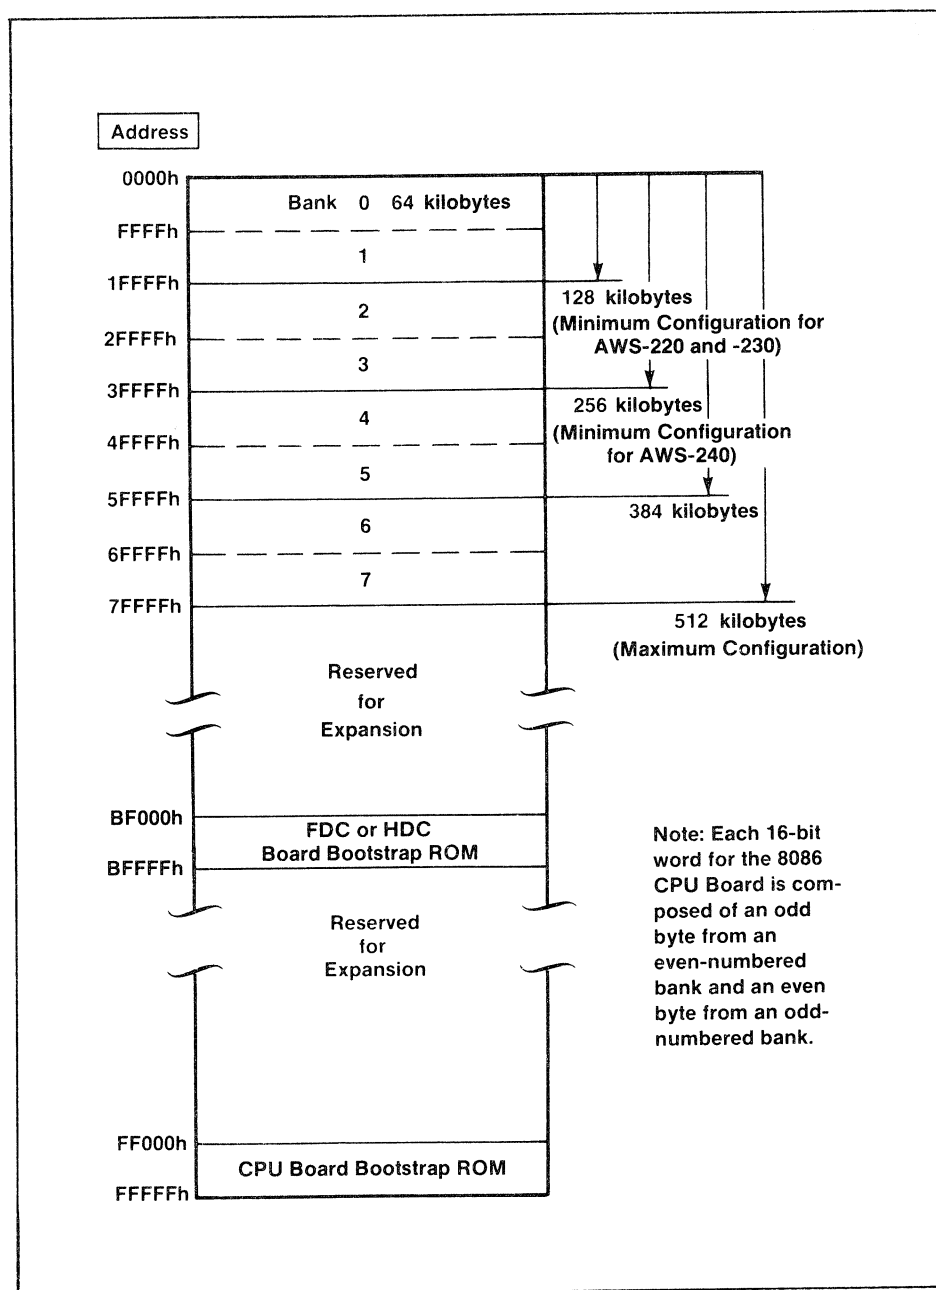 Address
0000h
Bank 0 64 kilobytes
FFFFh
1
1FFFFh
128 kilobytes
(Minimum Configuration for
AWS-220 and -230)
2
2FFFFh
3
3FFFFh
256 kilobytes
(Minimum Configuration
for AWS-240)
4
4FFFFh
5
5FFFFh
384 kilobytes
6
6FFFFh
7
7FFFFh
512 kilobytes
(Maximum Configuration)
Reserved
for
Expansion
BF000h
FDC or HDC
Board Bootstrap ROM
BFFFFh
Reserved
for
Expansion
Note: Each 16-bit
word for the 8086
CPU Board is com-
posed of an odd
byte from an
even-numbered
bank and an even
byte from an odd-
numbered bank.
FF000h
CPU Board Bootstrap ROM
FFFFFh